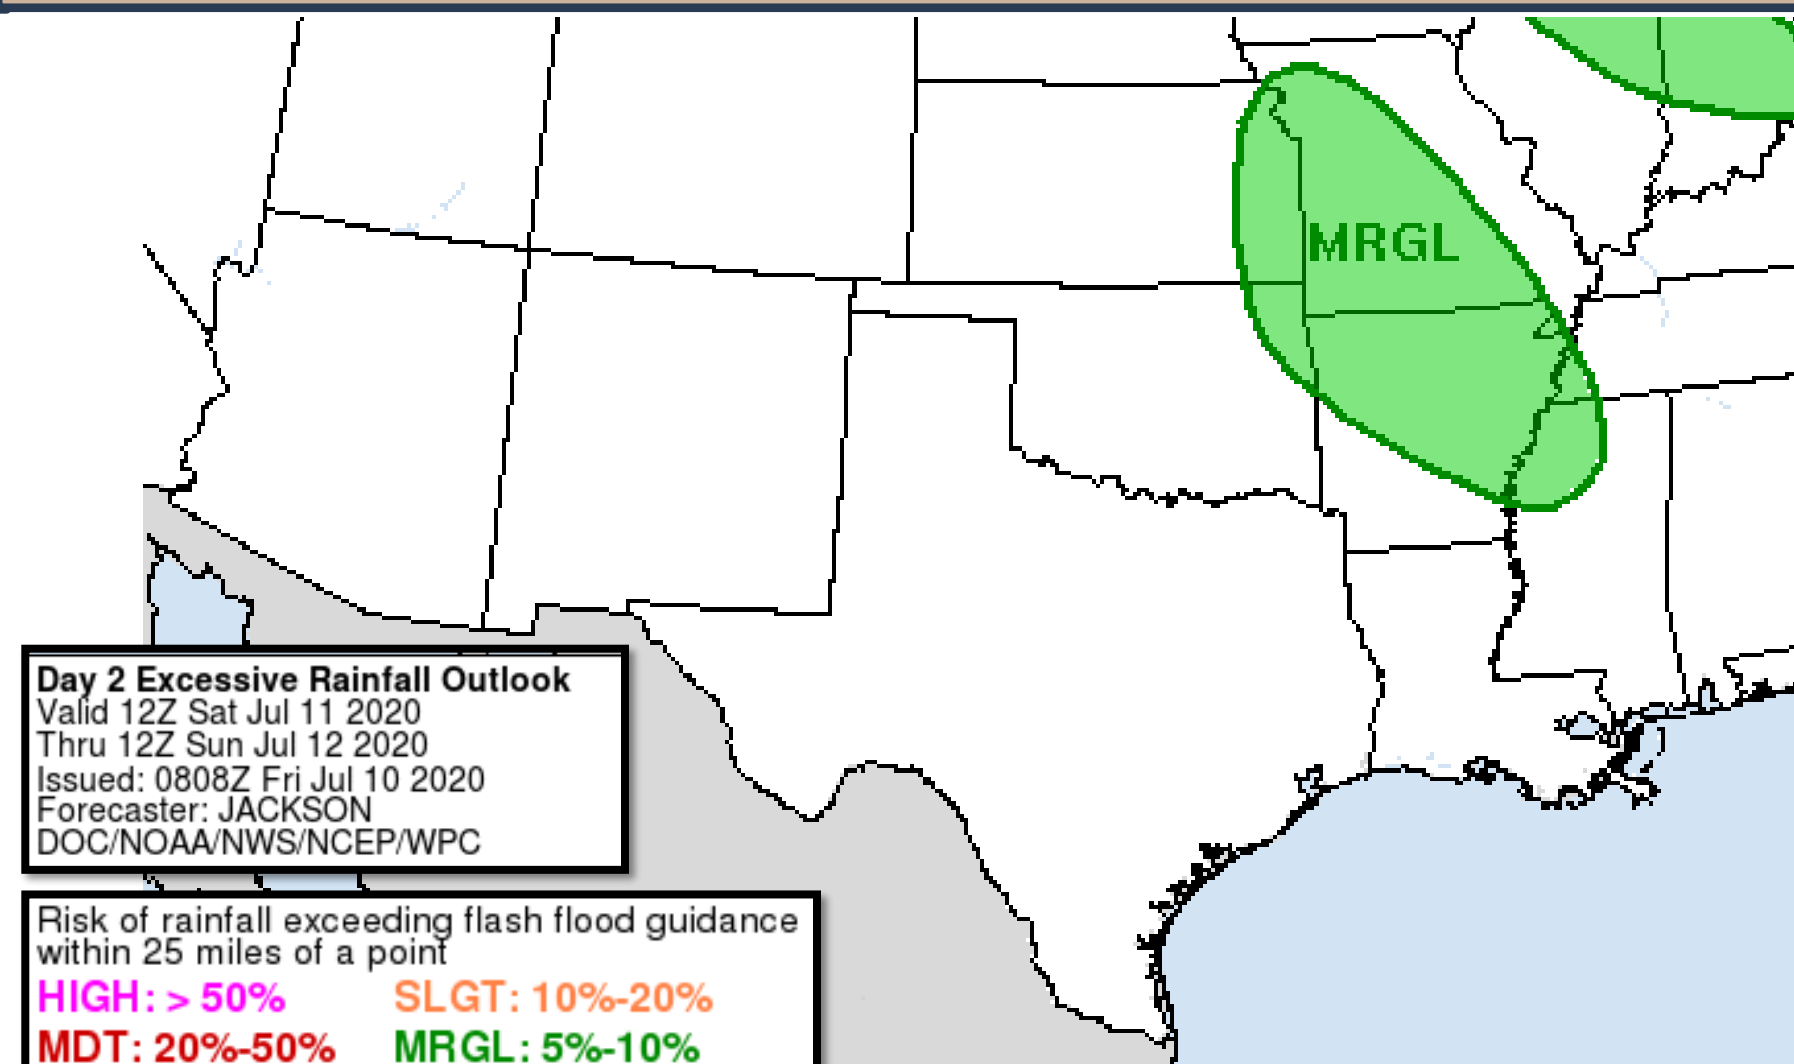 MRGL
Day 2 Excessive Rainfall Outlook
Valid 12Z Sat Jul 11 2020
Thru 12Z Sun Jul 12 2020
Issued: 0808Z Fri Jul 10 2020
Forecaster: JACKSON
DOC/NOAA/NWS/NCEP/WPC
Risk of rainfall exceeding flash flood guidance
within 25 miles of a point
HIGH: > 50% SLGT: 10%-20%
MDT: 20%-50% MRGL: 5%-10%